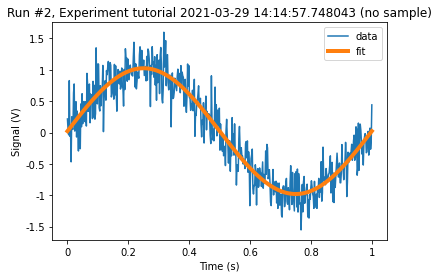 Run #2, Experiment tutorial 2021-03-29 14:14:57.748043 (no sample)
data
fit
1.5
1
0.5
0
-0.5
-1
-1.5
Signal (V)
0
0.2
0.4
0.6
0.8
1
Time (s)